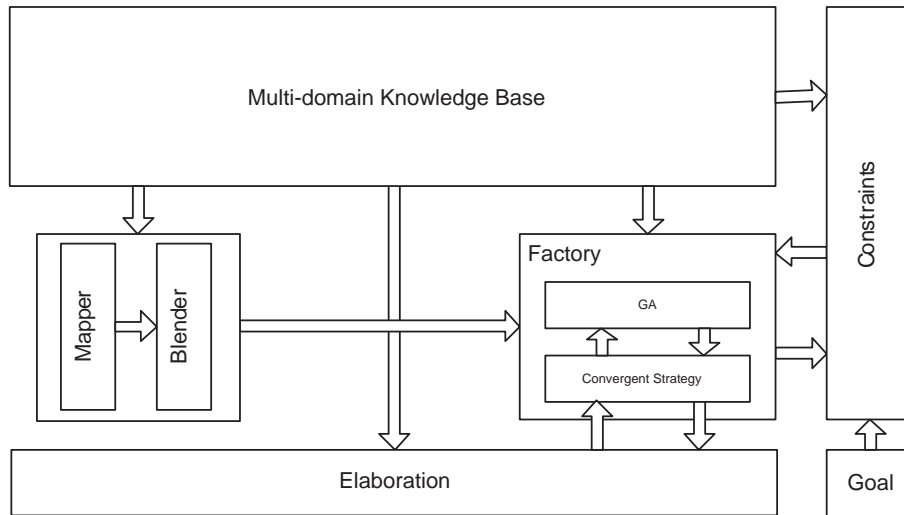 Multi-domain Knowledge Base
Constraints
Mapper
Blender
Factory
GA
Convergent Strategy
Elaboration
Goal